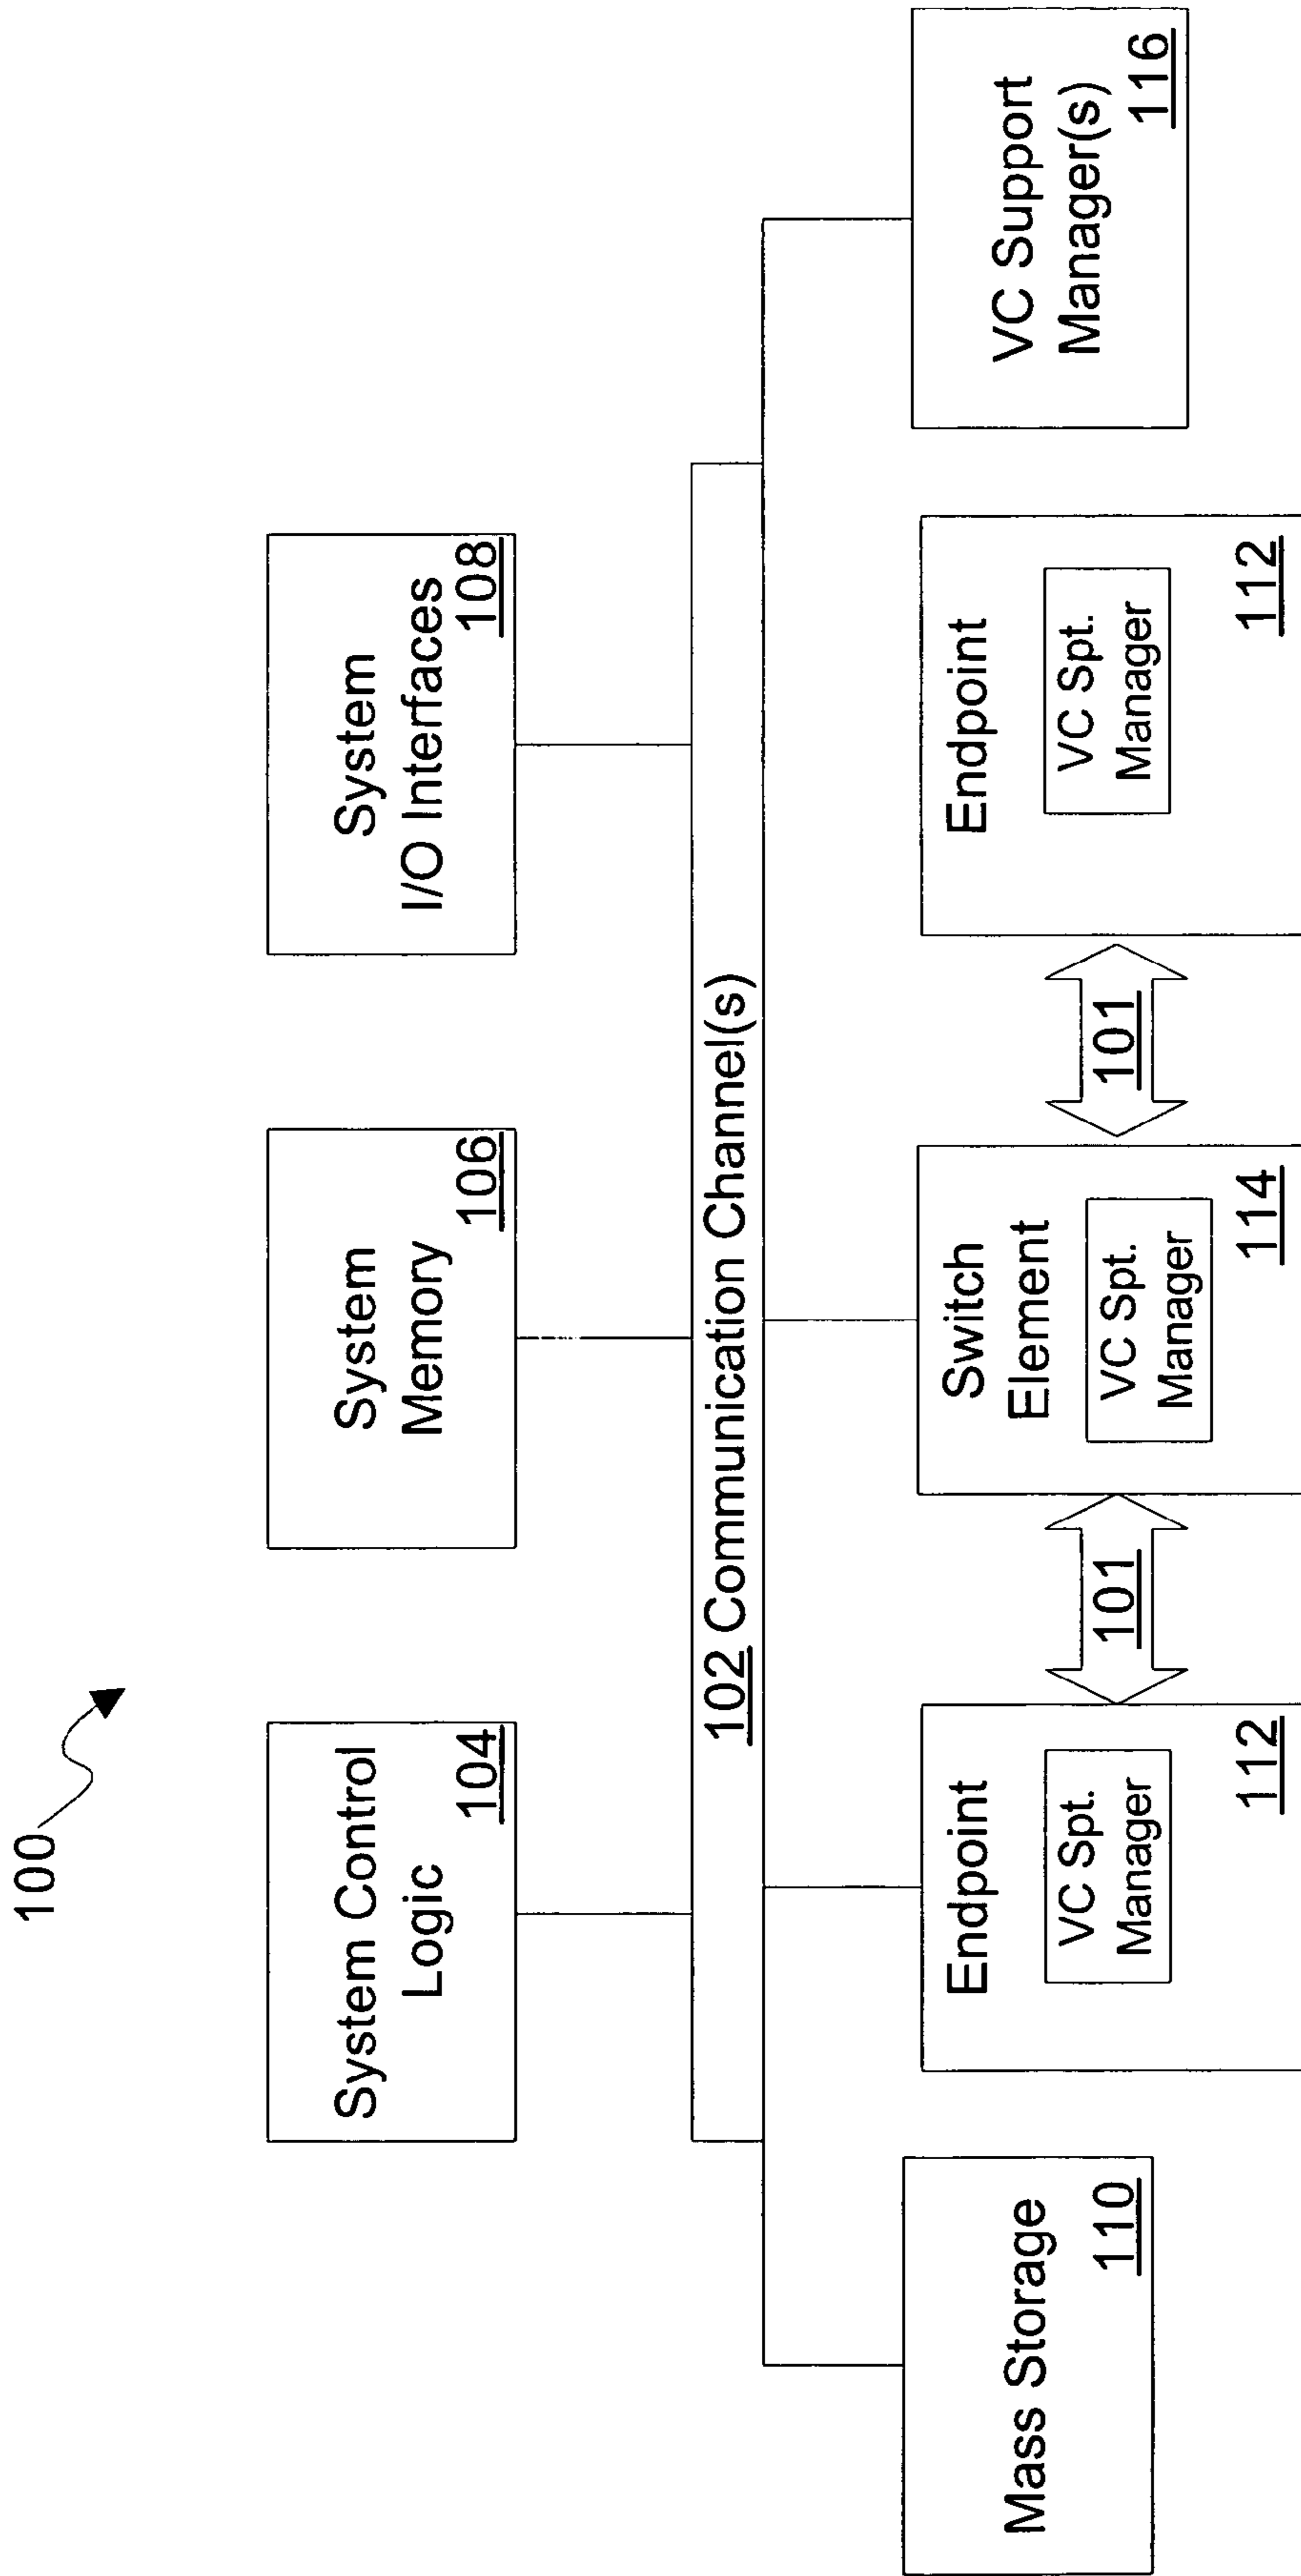 100
System Control
Logic
104
System
Memory
106
System
I/O Interfaces
108
102 Communication Channel(s)
Mass Storage
110
Endpoint
VC Spt.
Manager
112
101
Switch
Element
VC Spt.
Manager
114
101
Endpoint
VC Spt.
Manager
112
VC Support
Manager(s)
116